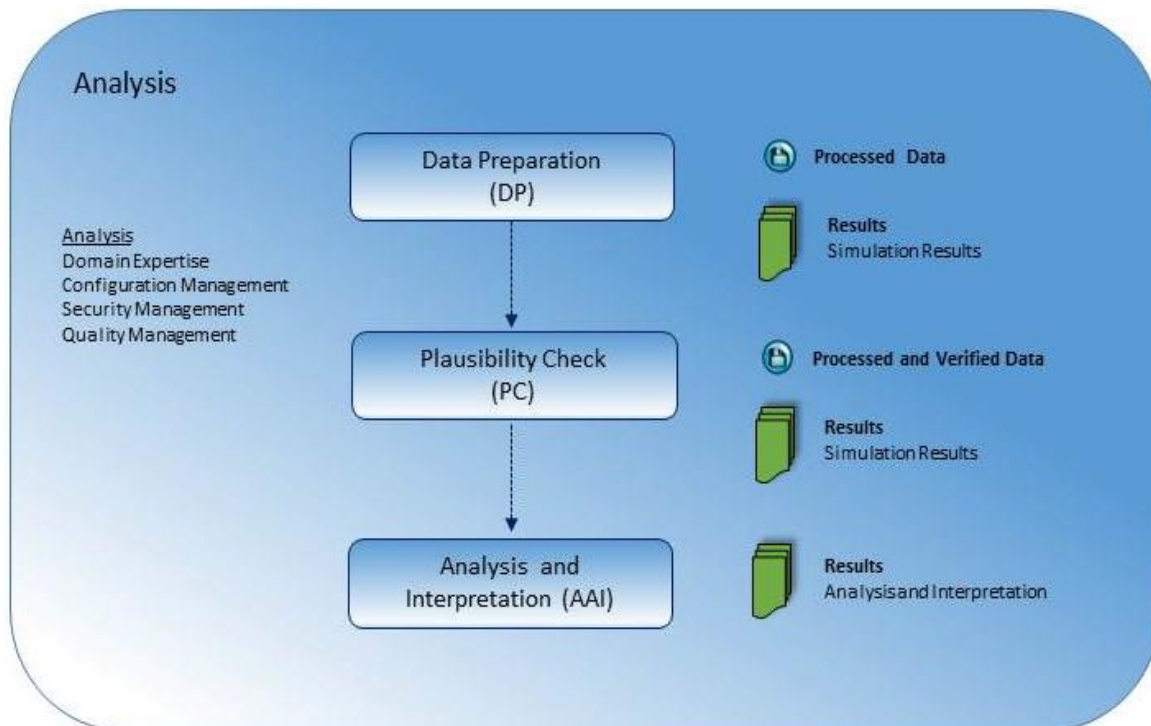 Analysis
Data Preparation
(DP)
Processed Data
Results
Simulation Results
Analysis
Domain Expertise
Configuration Management
Security Management
Quality Management
Plausibility Check
(PC)
Processed and Verified Data
Results
Simulation Results
Analysis and
Interpretation (AAI)
Results
Analysis and Interpretation